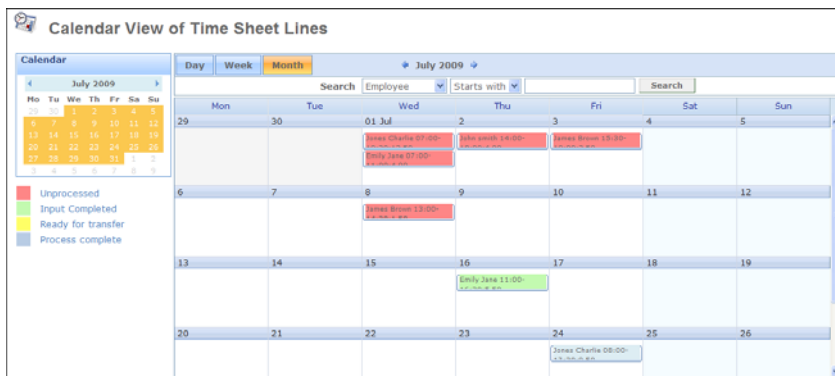 Calendar View of Time Sheet Lines
Calendar
July 2009
Mo Tu We Th Fr Sa Su
29 30 1 2 3 4 5
6 7 8 9 10 11 12
13 14 15 16 17 18 19
20 21 22 23 24 25 26
27 28 29 30 31 1 2
3 4 5 6 7 8 9
Unprocessed
Input Completed
Ready for transfer
Process complete
Day Week Month July 2009
Search Employee Starts with Search
Mon Tue Wed Thu Fri Sat Sun
29 30 01 Jul 2 3 4 5
Jones Charlie 07:00- John smith 14:00- James Brown 15:30-
Emily Jane 07:00-
6 7 8 9 10 11 12
James Brown 13:00-
13 14 15 16 17 18 19
Emily Jane 11:00-
20 21 22 23 24 25 26
Jones Charlie 08:00-